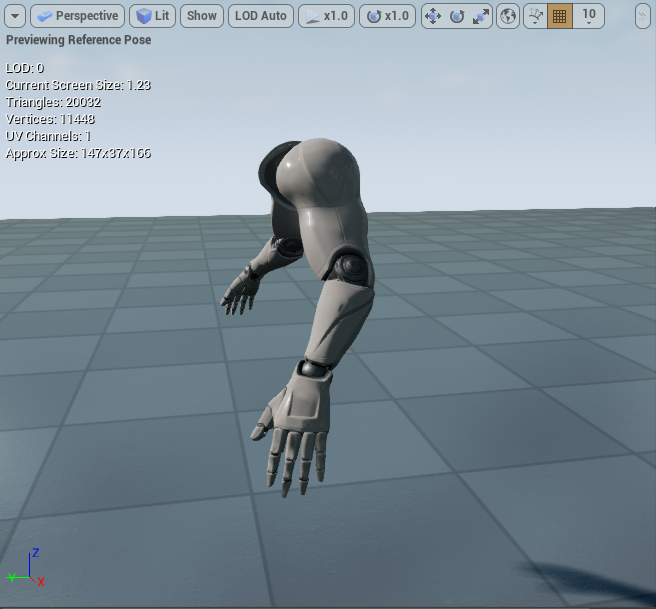 Perspective Lit Show LOD Auto x1.0 x1.0 10
Previewing Reference Pose
LOD: 0
Current Screen Size: 1.23
Triangles: 20032
Vertices: 11448
UV Channels: 1
Approx Size: 147x37x166
Z
Y
X